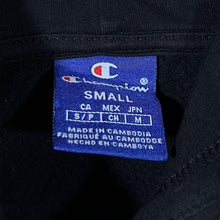 Champion
SMALL
CA MEX JPN
S/P CH M
MADE IN CAMBODIA
FABRIQUÉ AU CAMBODGE
HECHO EN CAMBOYA